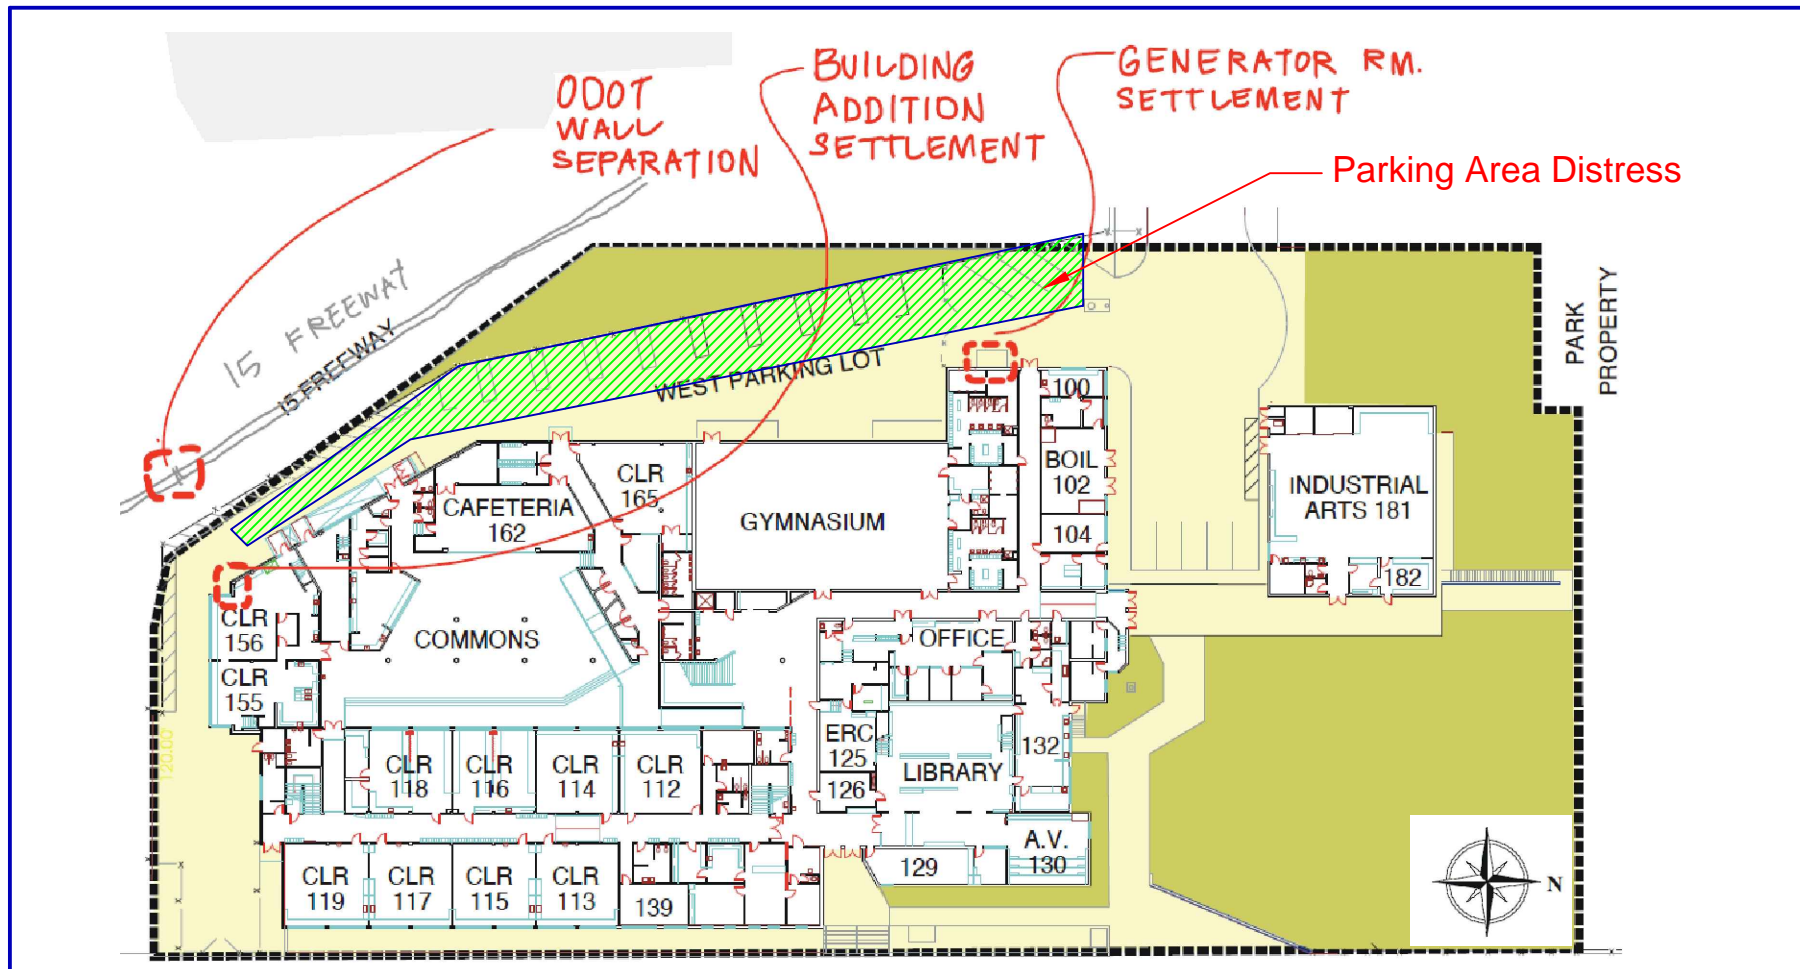 ODOT
WALL
SEPARATION
BUILDING
ADDITION
SETTLEMENT
GENERATOR RM.
SETTLEMENT
Parking Area Distress
15 FREEWAY
15 FREEWAY
WEST PARKING LOT
PARK
PROPERTY
100
BOIL
102
104
CLR
165
CAFETERIA
162
GYMNASIUM
INDUSTRIAL
ARTS 181
182
CLR
156
COMMONS
OFFICE
CLR
155
ERC
125
132
120.00
CLR
118
CLR
116
CLR
114
CLR
112
126
LIBRARY
A.V.
130
129
CLR
119
CLR
117
CLR
115
CLR
113
139
N